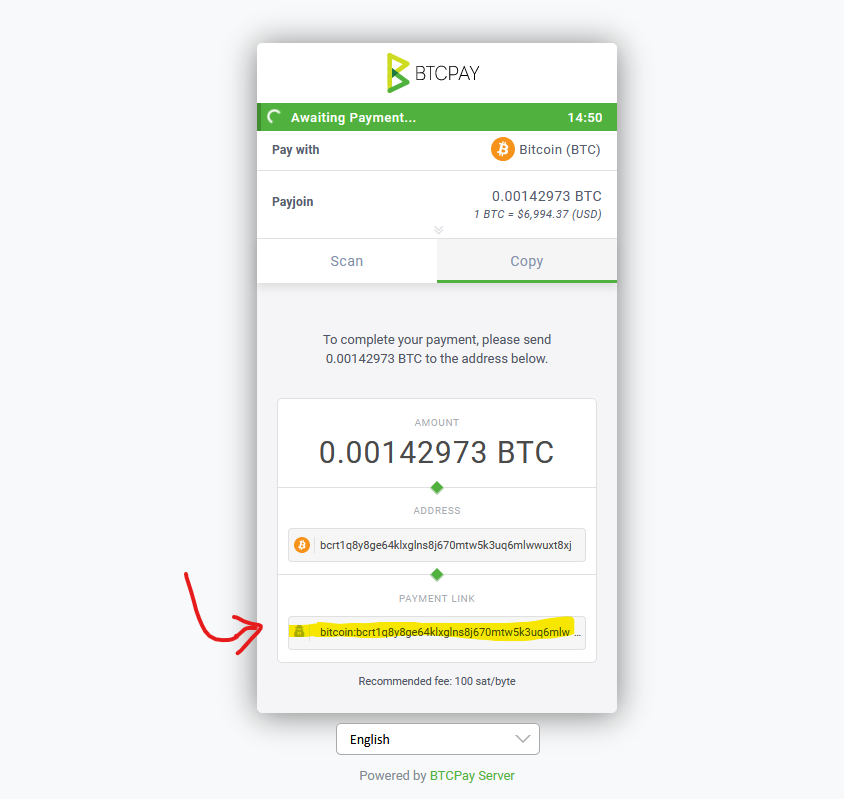 BTCPAY
Awaiting Payment... 14:50
Pay with Bitcoin (BTC)
Payjoin 0.00142973 BTC
1 BTC = $6,994.37 (USD)
Scan Copy
To complete your payment, please send
0.00142973 BTC to the address below.
AMOUNT
0.00142973 BTC
ADDRESS
bcrt1q8y8ge64klxglns8j670mtw5k3uq6mlwwuxt8xj
PAYMENT LINK
bitcoin:bcrt1q8y8ge64klxglns8j670mtw5k3uq6mlw ...
Recommended fee: 100 sat/byte
English
Powered by BTCPay Server